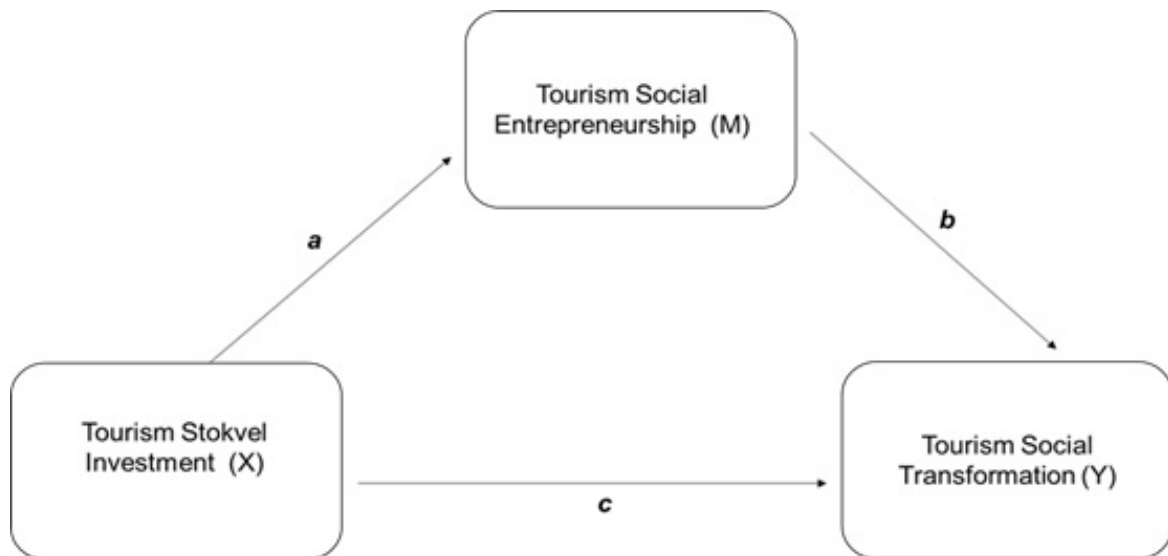 Tourism Social
Entrepreneurship (M)
a
b
Tourism Stokvel
Investment (X)
c
Tourism Social
Transformation (Y)